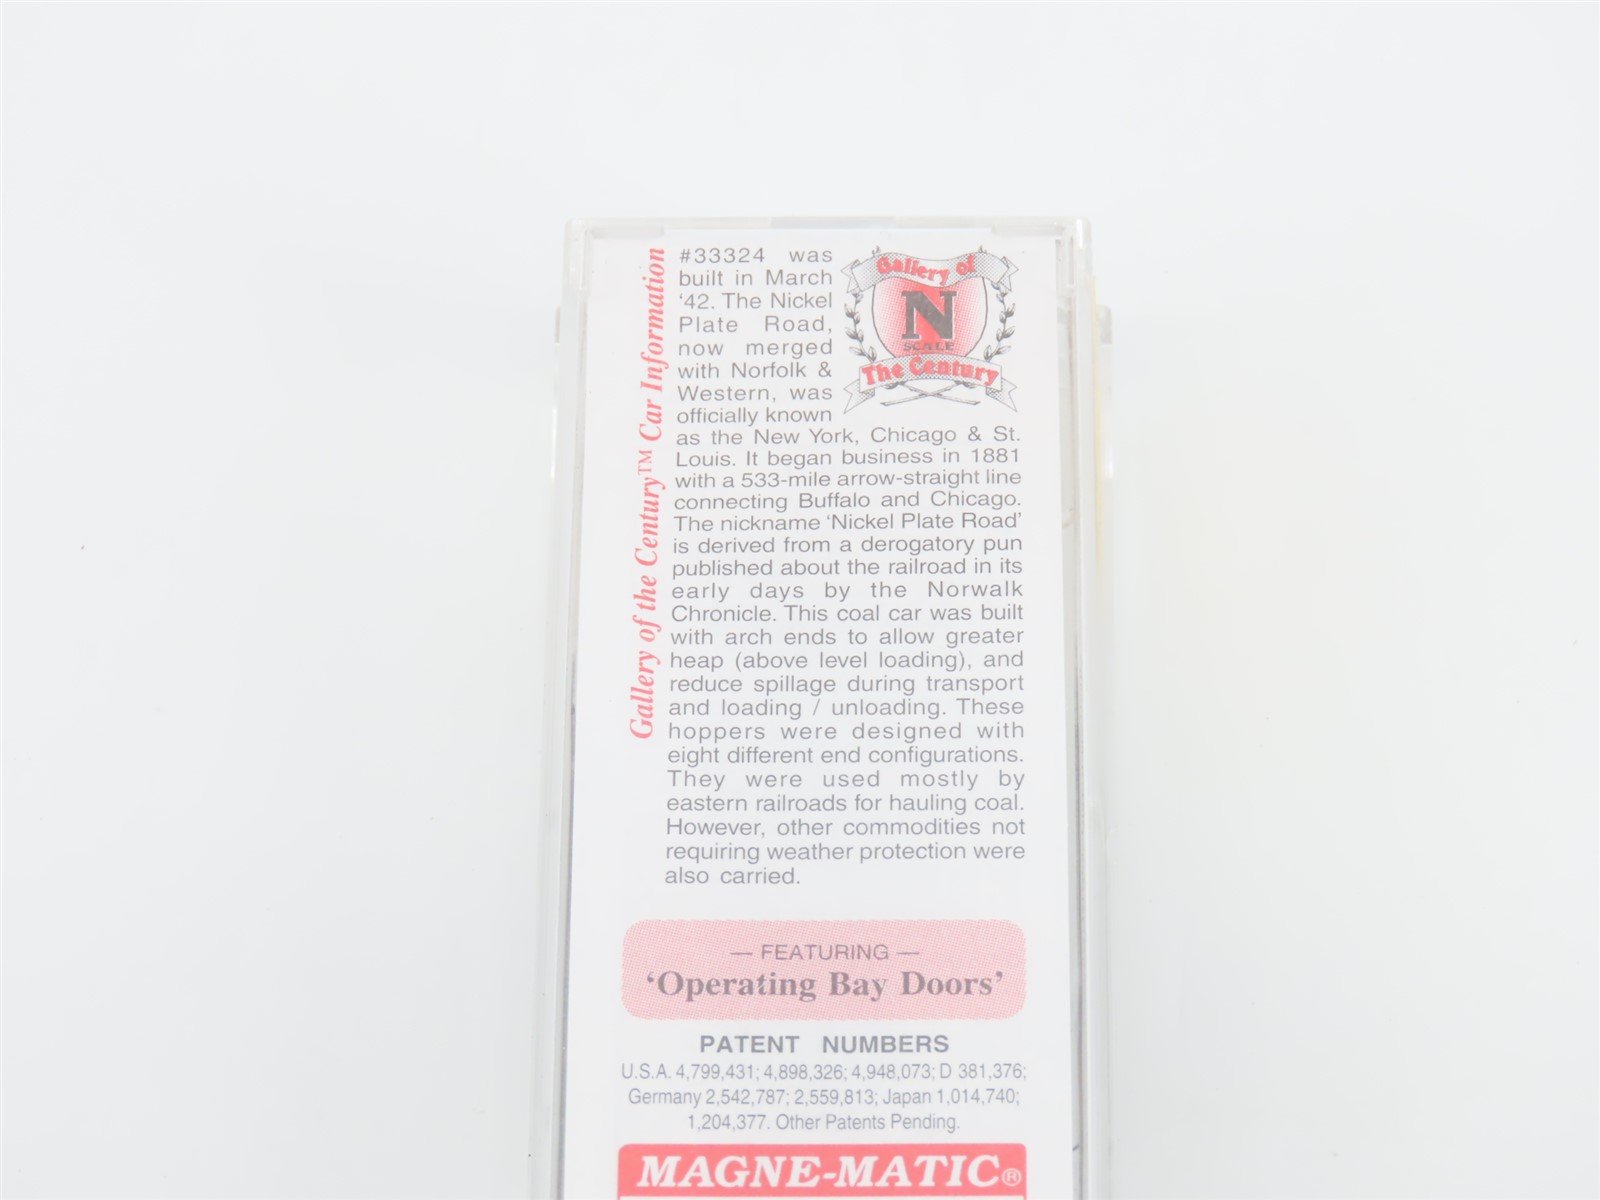 Gallery of the Century™ Car Information
#33324 was
built in March
‘42. The Nickel
Plate Road,
now merged
with Norfolk &
Western, was
officially known
as the New York, Chicago & St.
Louis. It began business in 1881
with a 533-mile arrow-straight line
connecting Buffalo and Chicago.
The nickname ‘Nickel Plate Road’
is derived from a derogatory pun
published about the railroad in its
early days by the Norwalk
Chronicle. This coal car was built
with arch ends to allow greater
heap (above level loading), and
reduce spillage during transport
and loading / unloading. These
hoppers were designed with
eight different end configurations.
They were used mostly by
eastern railroads for hauling coal.
However, other commodities not
requiring weather protection were
also carried.
Gallery of
N
SCALE
The Century
— FEATURING —
‘Operating Bay Doors’
PATENT NUMBERS
U.S.A. 4,799,431; 4,898,326; 4,948,073; D 381,376;
Germany 2,542,787; 2,559,813; Japan 1,014,740;
1,204,377. Other Patents Pending.
MAGNE-MATIC®